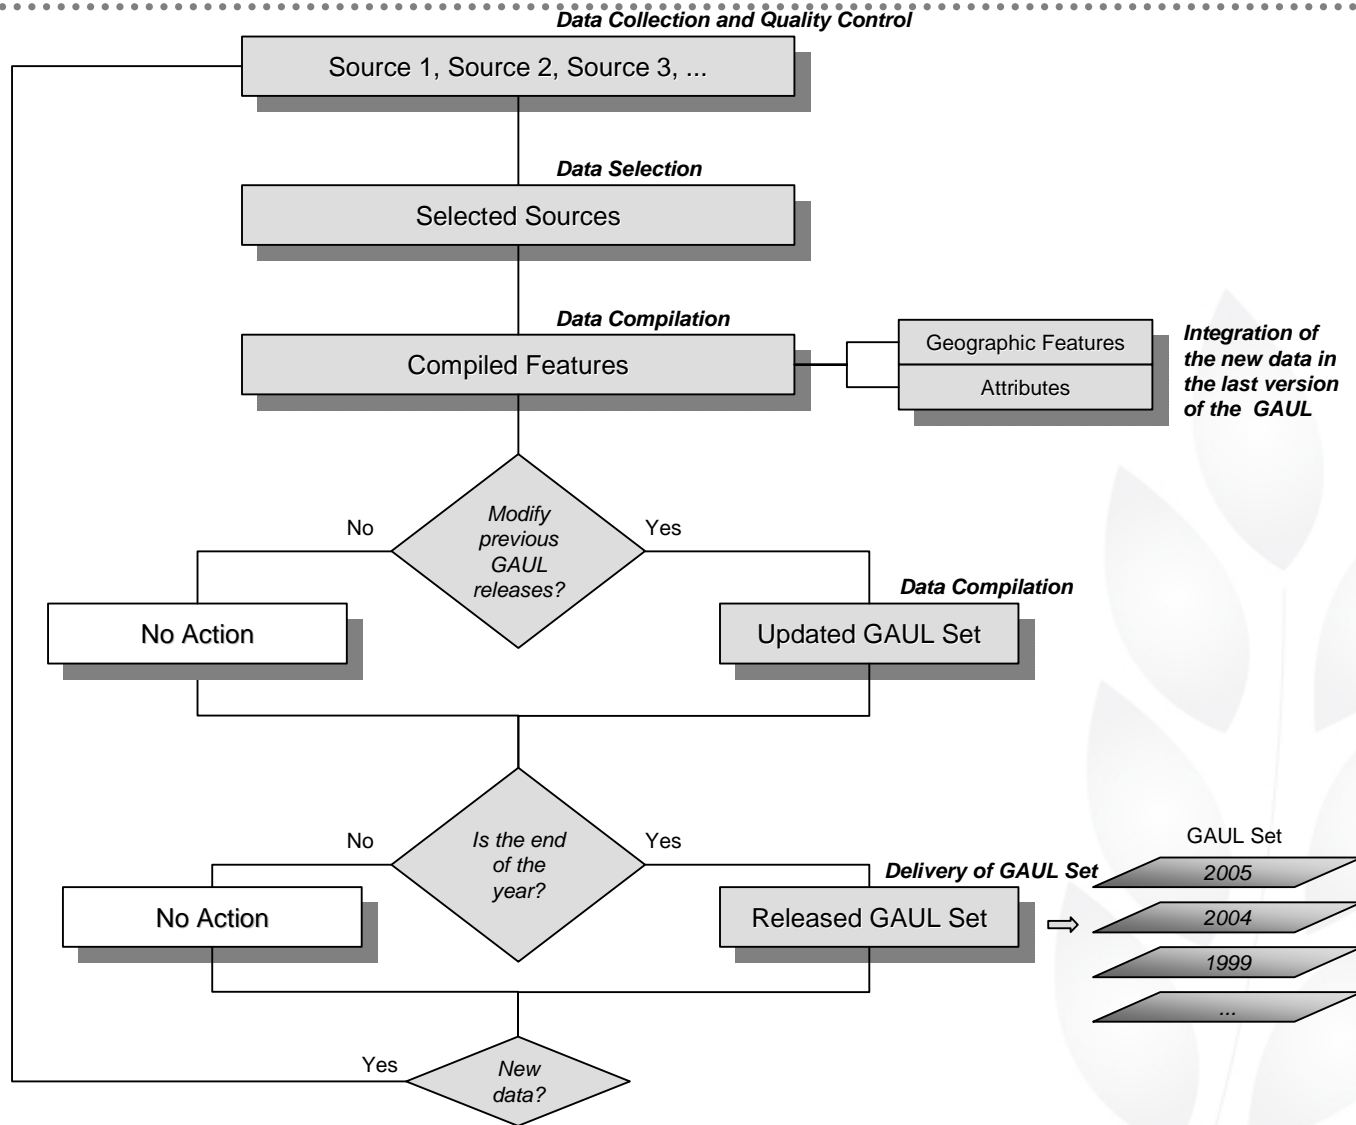 Data Collection and Quality Control
Source 1, Source 2, Source 3, ...
Data Selection
Selected Sources
Data Compilation
Compiled Features
Geographic Features
Attributes
Integration of
the new data in
the last version
of the GAUL
Modify
previous
GAUL
releases?
No
Yes
Data Compilation
No Action
Updated GAUL Set
Is the end
of the
year?
No
Yes
Delivery of GAUL Set
No Action
Released GAUL Set
GAUL Set
2005
2004
1999
...
Yes
New
data?